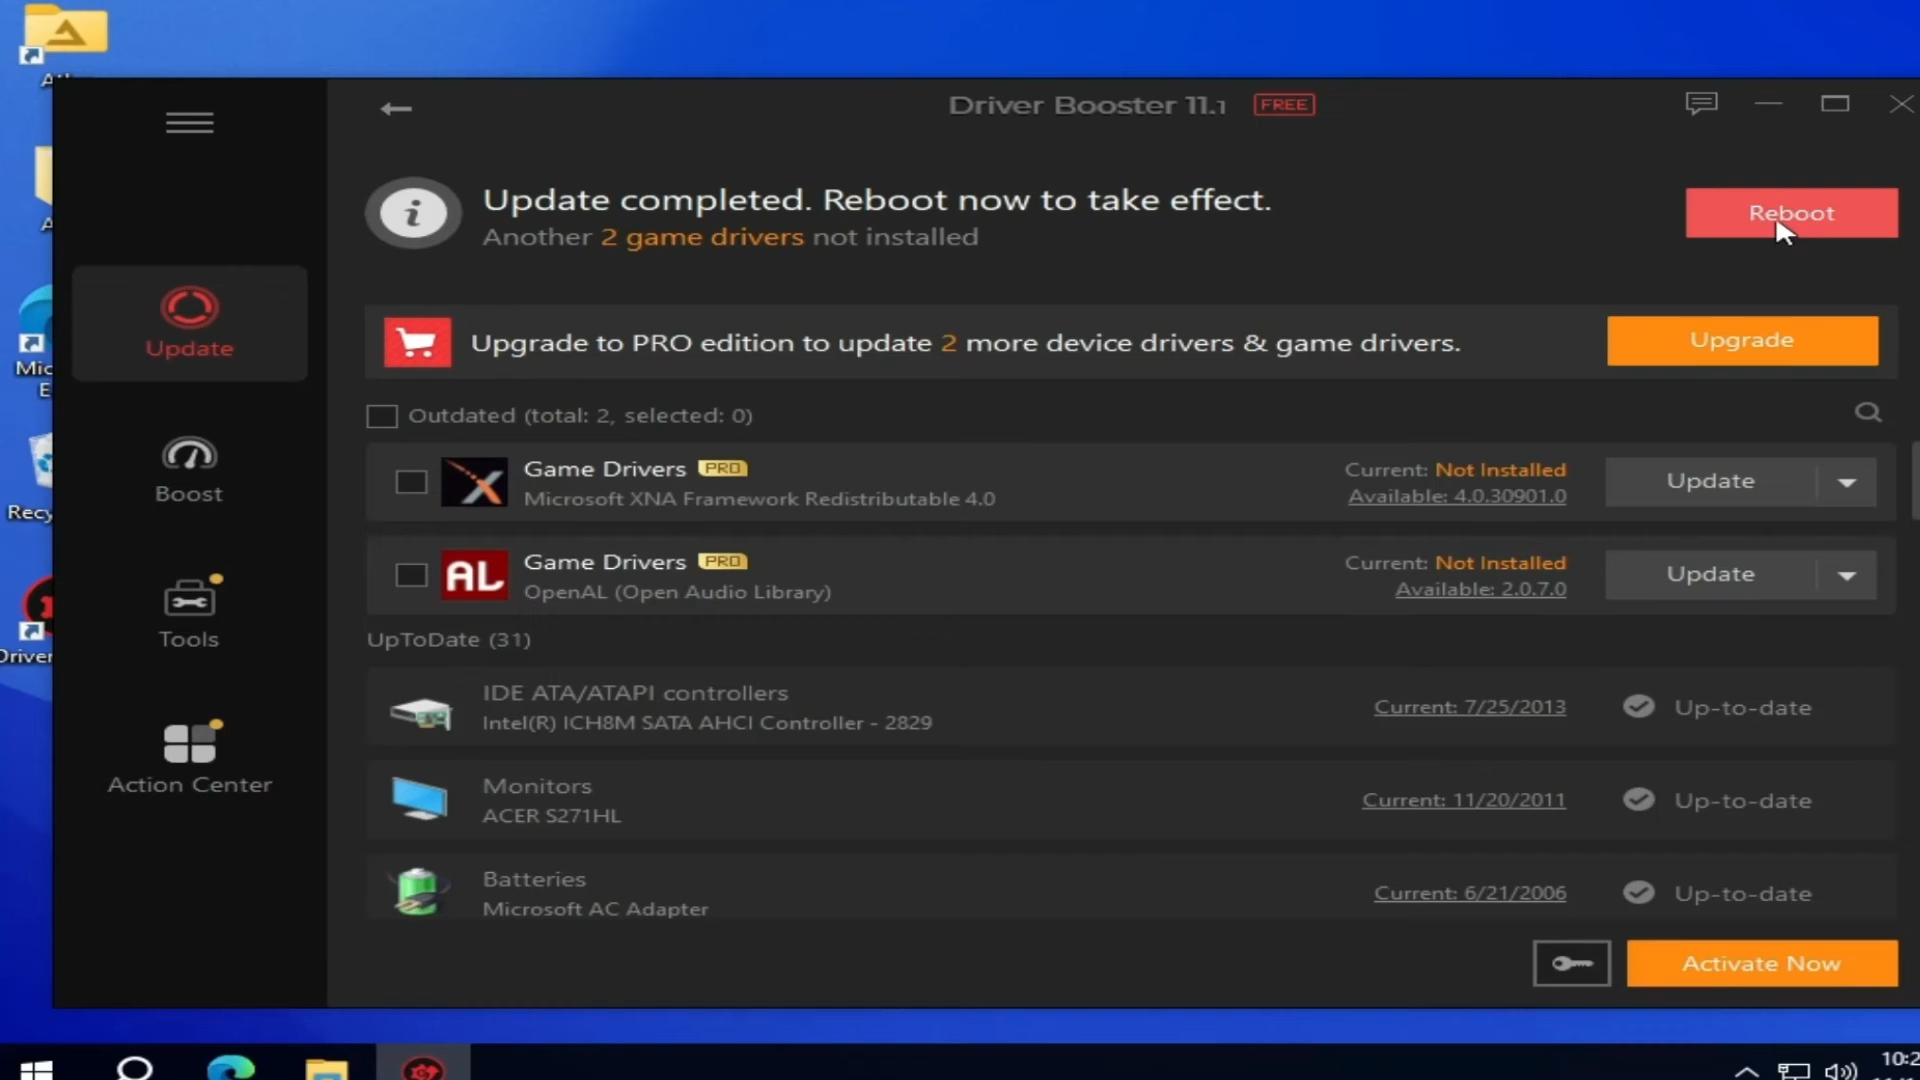 Driver Booster 11.1 FREE
Update completed. Reboot now to take effect.
Another 2 game drivers not installed
Reboot
Upgrade to PRO edition to update 2 more device drivers & game drivers.
Upgrade
Outdated (total: 2, selected: 0)
Game Drivers PRO
Microsoft XNA Framework Redistributable 4.0
Current: Not Installed
Available: 4.0.30901.0
Update
Game Drivers PRO
AL
OpenAL (Open Audio Library)
Current: Not Installed
Available: 2.0.7.0
Update
UpToDate (31)
IDE ATA/ATAPI controllers
Intel(R) ICH8M SATA AHCI Controller - 2829
Current: 7/25/2013
Up-to-date
Monitors
ACER S271HL
Current: 11/20/2011
Up-to-date
Batteries
Microsoft AC Adapter
Current: 6/21/2006
Up-to-date
Activate Now
Update
Boost
Tools
Action Center
Mic
E
Recy
Driver
10:2